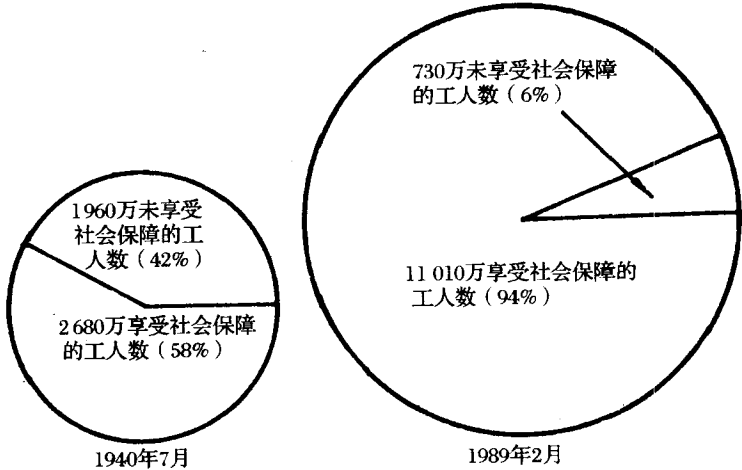 1960万未享受
社会保障的工
人数（42%）
2680万享受社会保障
的工人数（58%）
1940年7月
730万未享受社会保障
的工人数（6%）
11 010万享受社会保障的
工人数（94%）
1989年2月